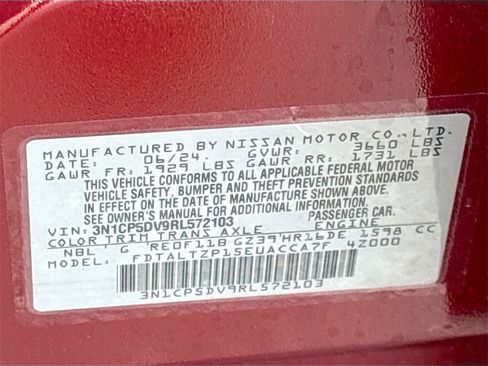 MANUFACTURED BY NISSAN MOTOR CO., LTD.
DATE: 06/24. GVWR: 3660 LBS
GAWR FR: 1929 LBS GAWR RR: 1731 LBS
THIS VEHICLE CONFORMS TO ALL APPLICABLE FEDERAL MOTOR
VEHICLE SAFETY, BUMPER AND THEFT PREVENTION STANDARDS
IN EFFECT ON THE DATE OF MANUFACTURE SHOWN ABOVE.
SEE OWNER'S MANUAL FOR ADDITIONAL INFORMATION.
VIN: 3N1CP5DV9RL572103 PASSENGER CAR
COLOR TRIM TRANS AXLE ENGINE
NBL G RE0F11B GZ39 HR16DE 1598 CC
FDTALTZP15EUACCA7F 4Z000
3N1CP5DV9RL572103